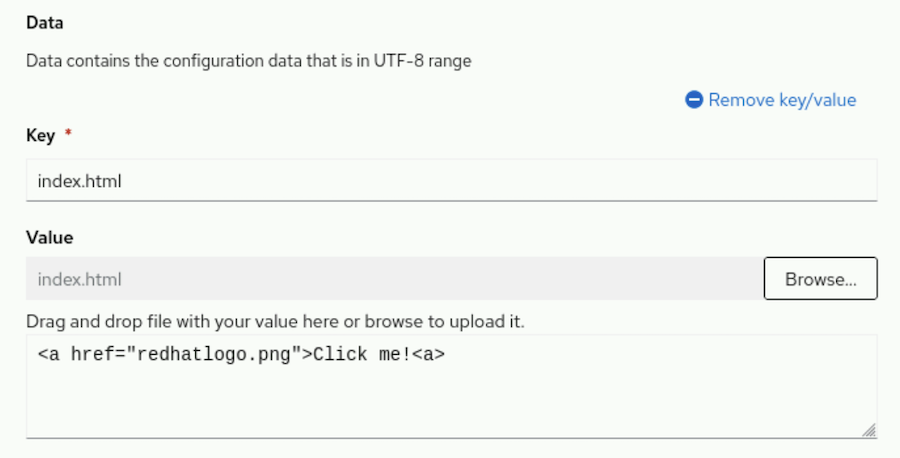 Data
Data contains the configuration data that is in UTF-8 range
Remove key/value
Key *
index.html
Value
index.html
Browse...
Drag and drop file with your value here or browse to upload it.
<a href="redhatlogo.png">Click me!<a>